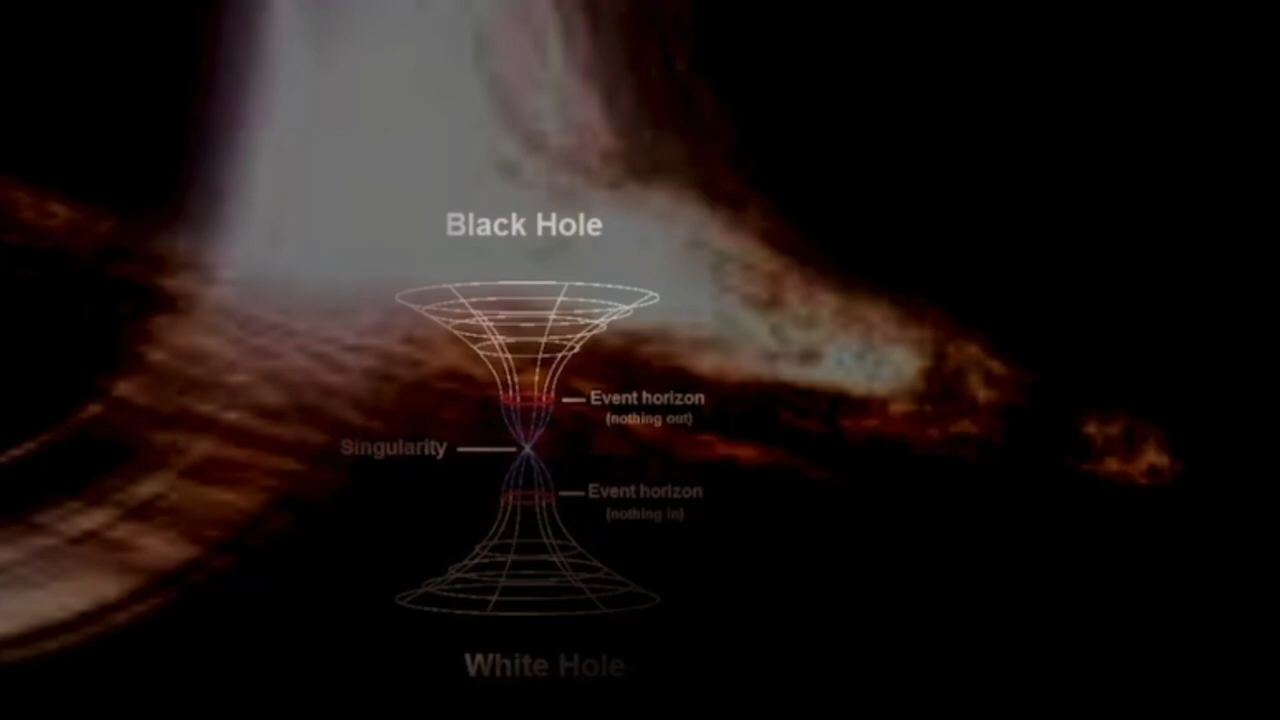 Black Hole
Event horizon
(nothing out)
Singularity
Event horizon
(nothing in)
White Hole